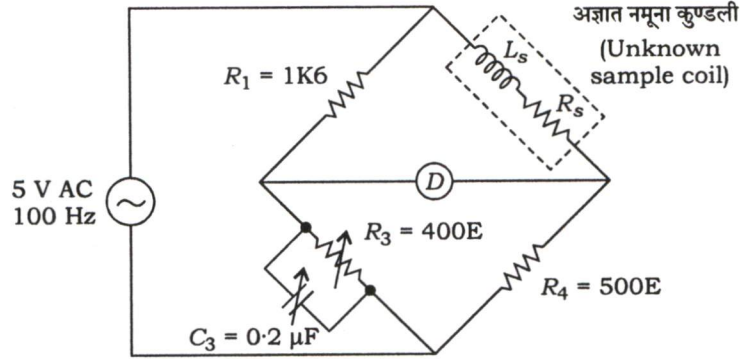 अज्ञात नमूना कुण्डली
(Unknown
sample coil)
Ls
Rs
R1 = 1K6
5 V AC
100 Hz
D
R3 = 400E
R4 = 500E
C3 = 0·2 µF